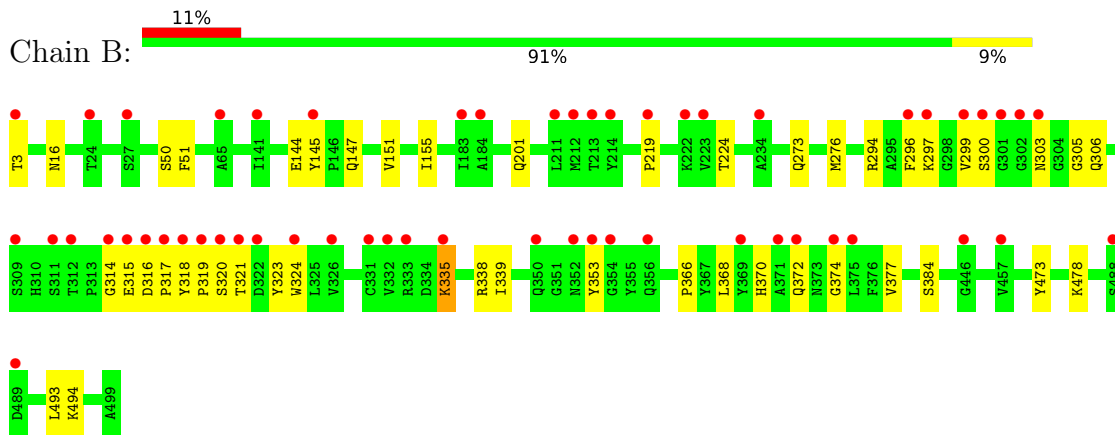 11%
Chain B:
91% 9%
T3 N16 T24 S27 S50 F51 A65 I141 E144 Y145 P146 Q147 V151 I155 I183 A184 Q201 L211 M212 T213 Y214 P219 K222 V223 T224 A234 Q273 M276 R294 A295 F296 K297 G298 V299 S300 G301 G302 N303 G304 G305 Q306
S309 H310 S311 T312 P313 G314 E315 D316 P317 Y318 P319 S320 T321 D322 Y323 W324 L325 V326 C331 V332 R333 D334 K335 R338 I339 Q350 G351 N352 Y353 G354 Y355 Q356 P366 Y367 L368 Y369 H370 A371 Q372 N373 G374 L375 F376 V377 S384 G446 V457 Y473 K478 S488
D489 L493 K494 A499